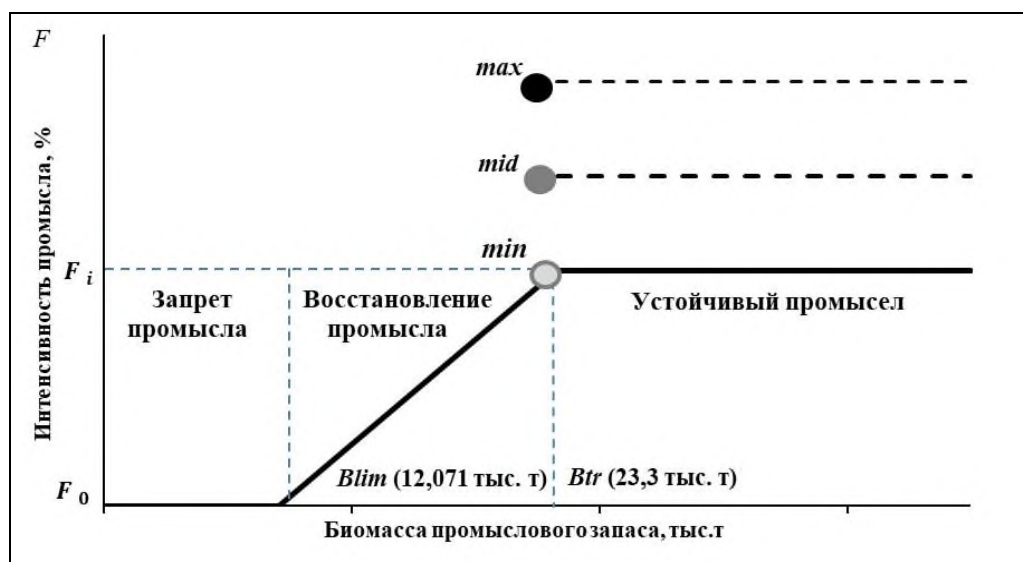 F
max
mid
min
F i
Запрет
промысла
Восстановление
промысла
Устойчивый промысел
Интенсивность промысла, %
Blim (12,071 тыс. т)
Btr (23,3 тыс. т)
F 0
Биомасса промыслового запаса, тыс.т